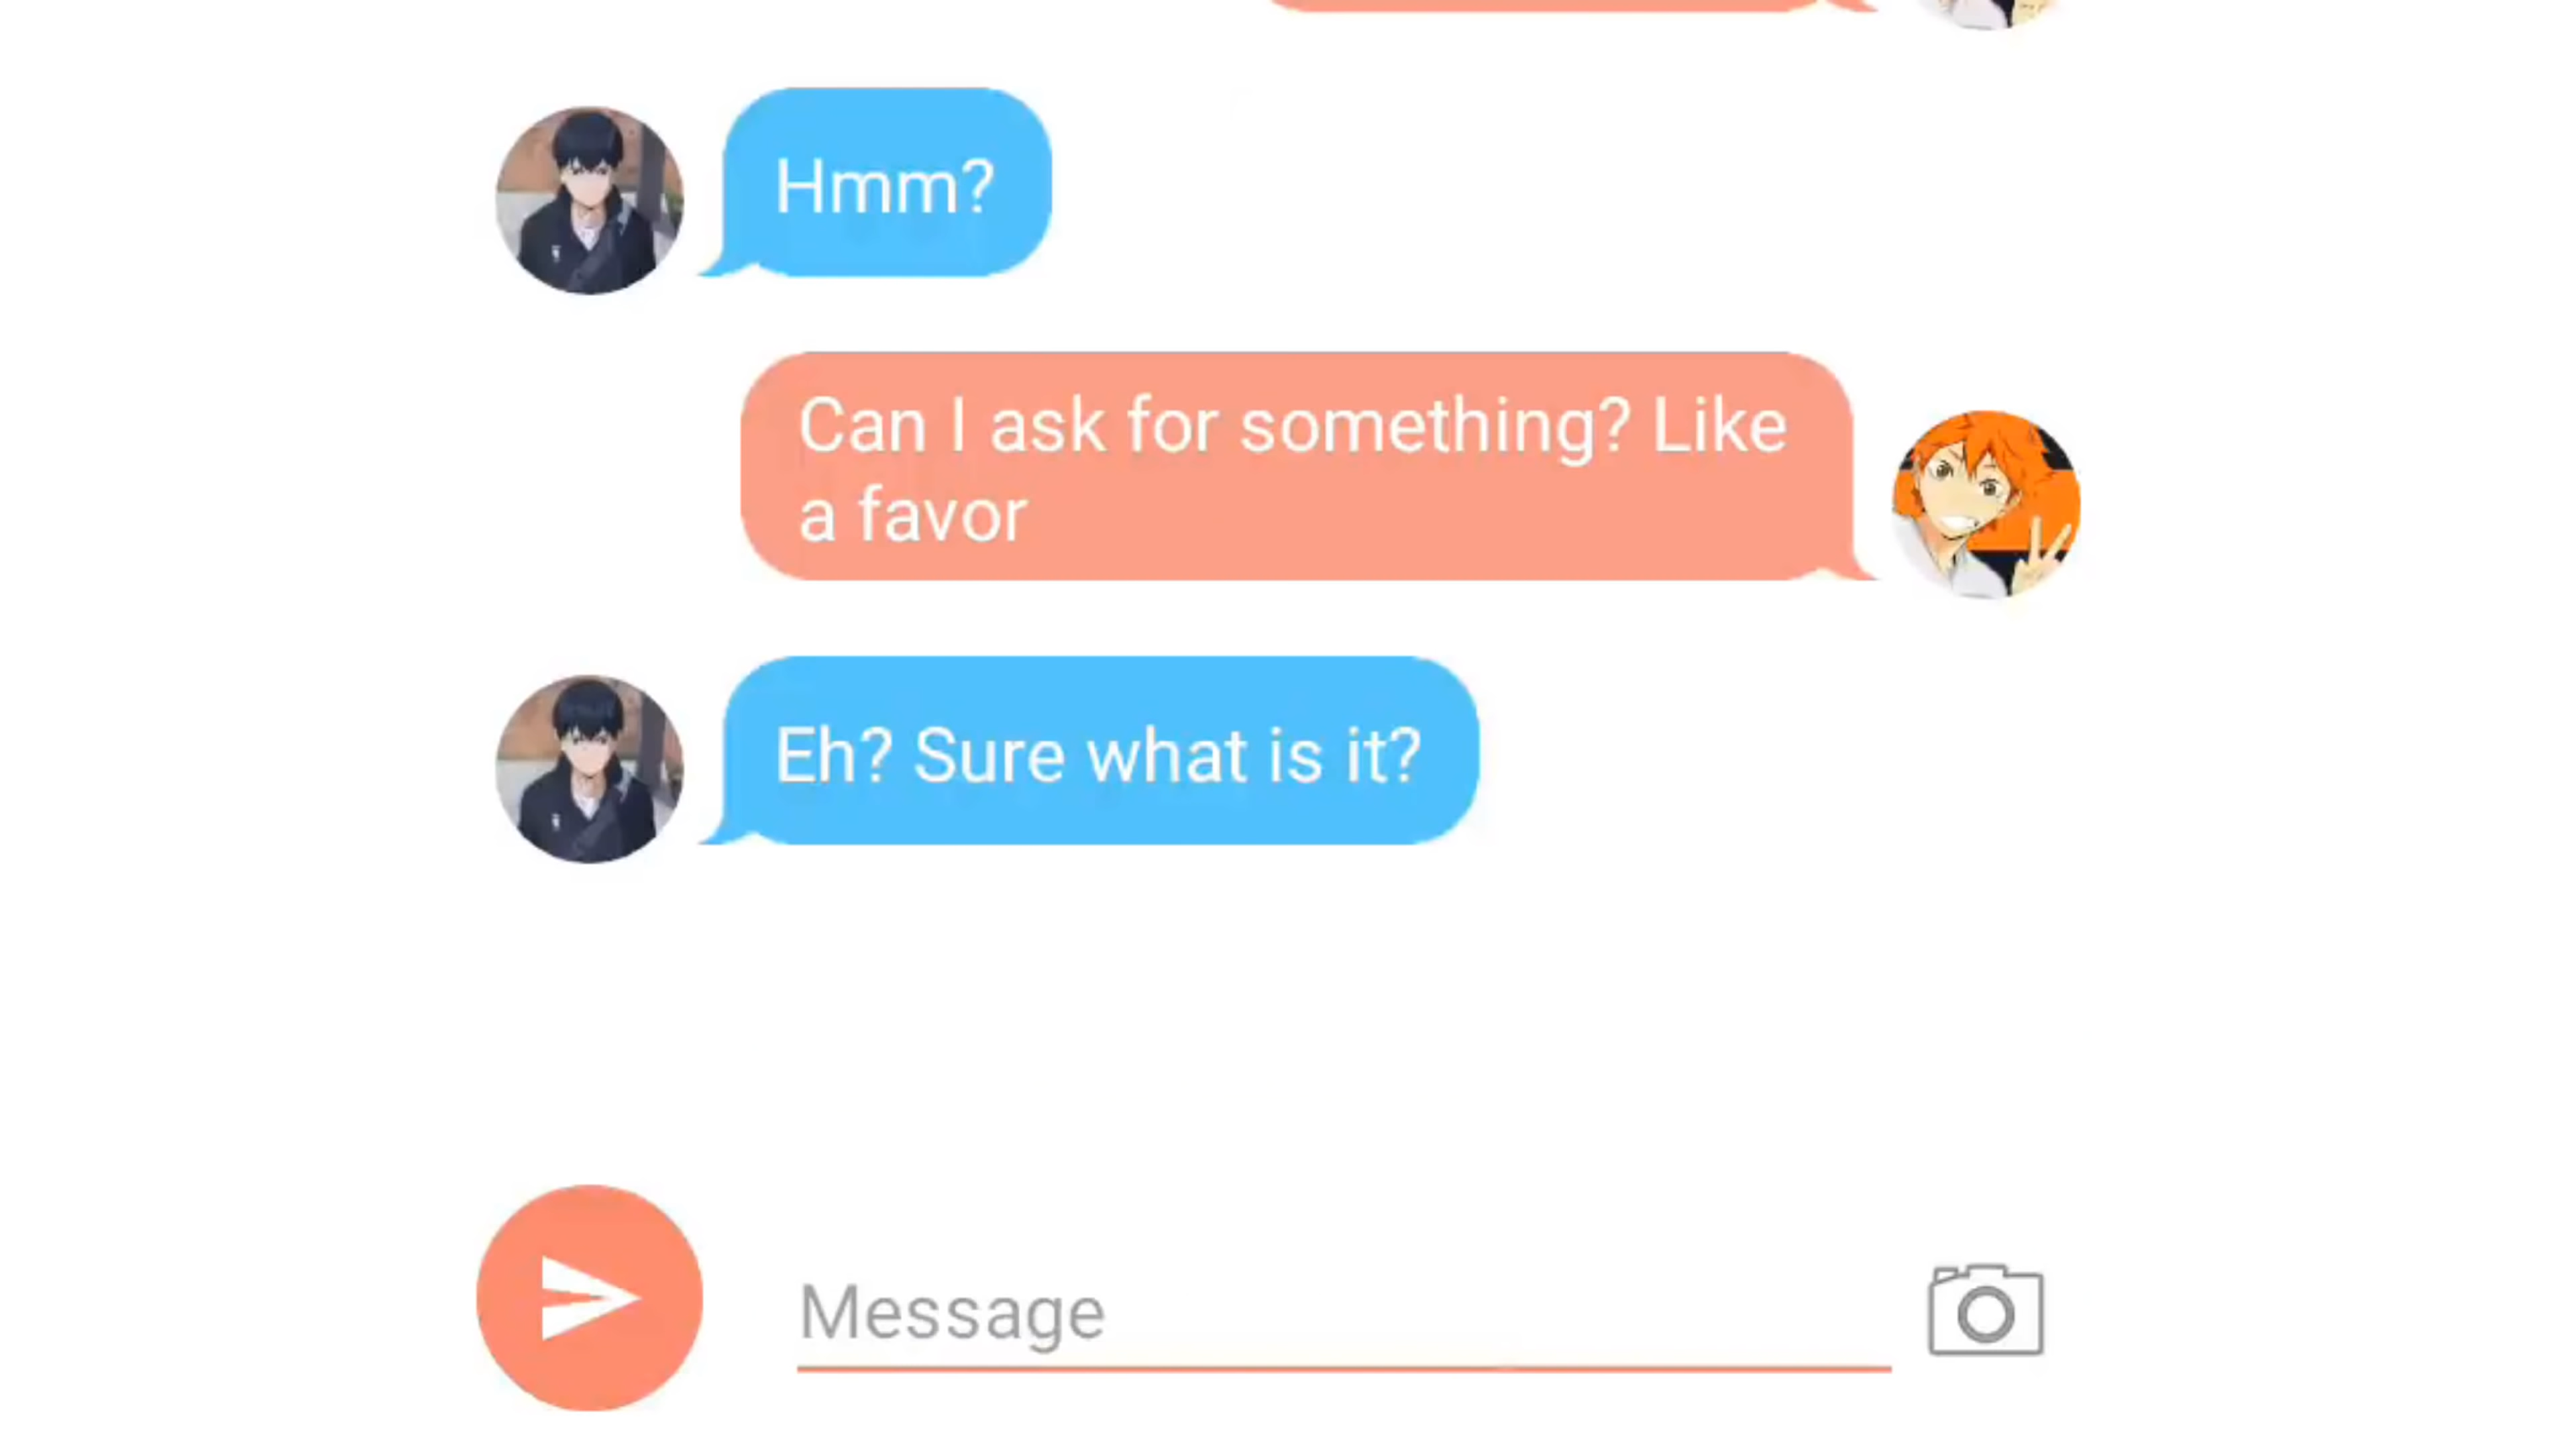 Hmm?
Can I ask for something? Like
a favor
Eh? Sure what is it?
Message